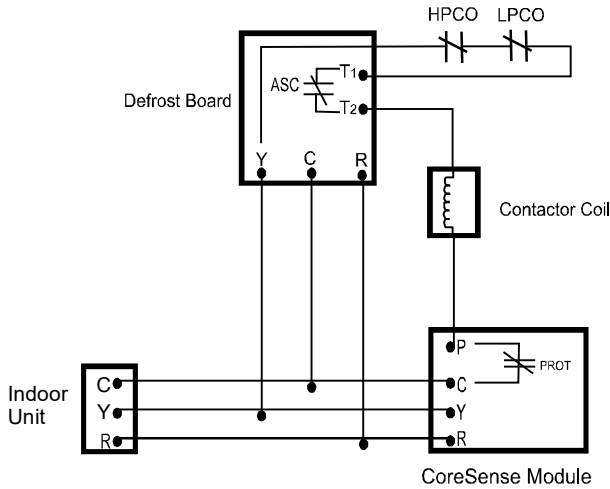 HPCO LPCO
Defrost Board
ASC
T1
T2
Y C R
Contactor Coil
P
PROT
C
Y
R
Indoor
Unit
C
Y
R
CoreSense Module